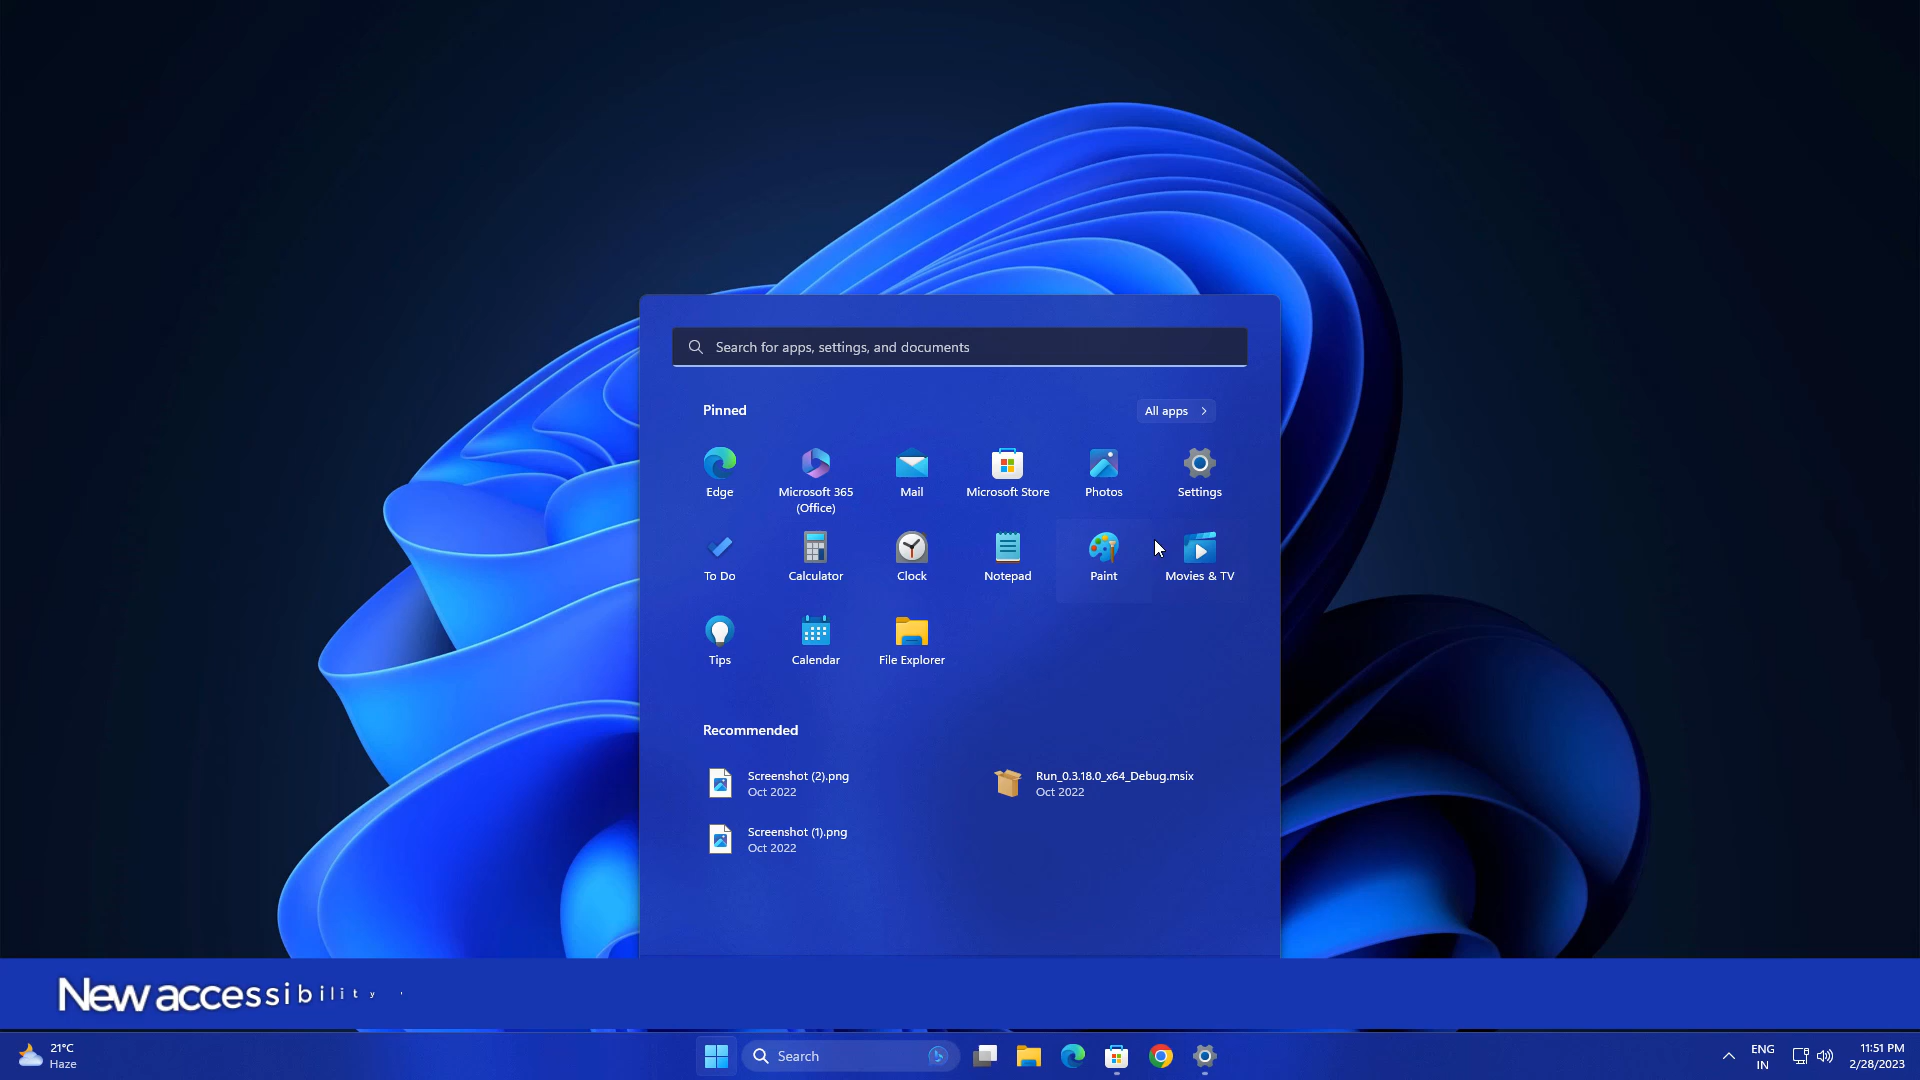 Search for apps, settings, and documents
Pinned
All apps
Edge
Microsoft 365
(Office)
Mail
Microsoft Store
Photos
Settings
To Do
Calculator
Clock
Notepad
Paint
Movies & TV
Tips
Calendar
File Explorer
Recommended
Screenshot (2).png
Oct 2022
Run_0.3.18.0_x64_Debug.msix
Oct 2022
Screenshot (1).png
Oct 2022
New accessibility
21°C
Haze
Search
ENG
IN
11:51 PM
2/28/2023